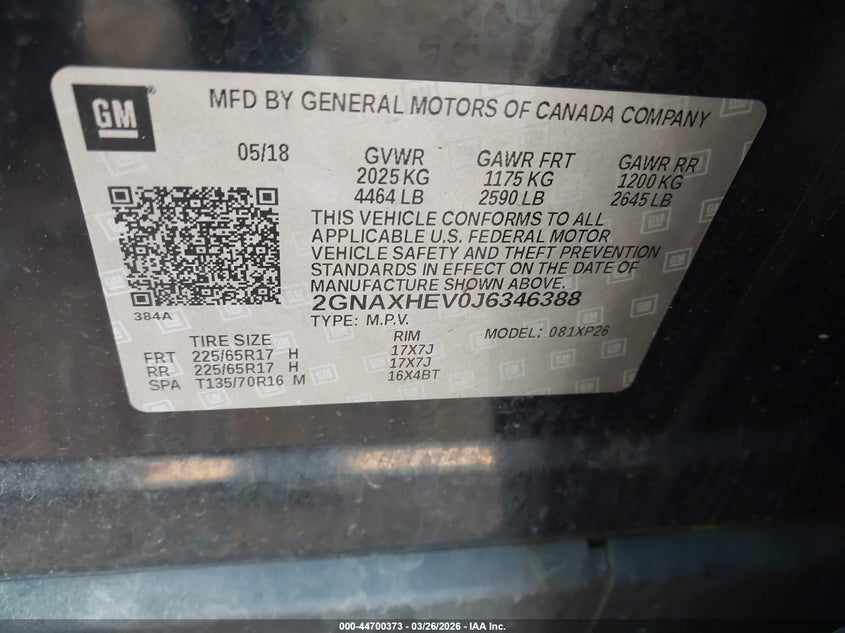 GM
MFD BY GENERAL MOTORS OF CANADA COMPANY
05/18 GVWR GAWR FRT GAWR RR
2025 KG 1175 KG 1200 KG
4464 LB 2590 LB 2645 LB
THIS VEHICLE CONFORMS TO ALL
APPLICABLE U.S. FEDERAL MOTOR
VEHICLE SAFETY AND THEFT PREVENTION
STANDARDS IN EFFECT ON THE DATE OF
MANUFACTURE SHOWN ABOVE.
2GNAXHEV0J6346388
384A
TYPE: M.P.V. MODEL: 081XP26
TIRE SIZE RIM
FRT 225/65R17 H 17X7J
RR 225/65R17 H 17X7J
SPA T135/70R16 M 16X4BT
000-44700373 - 03/26/2026 - IAA Inc.